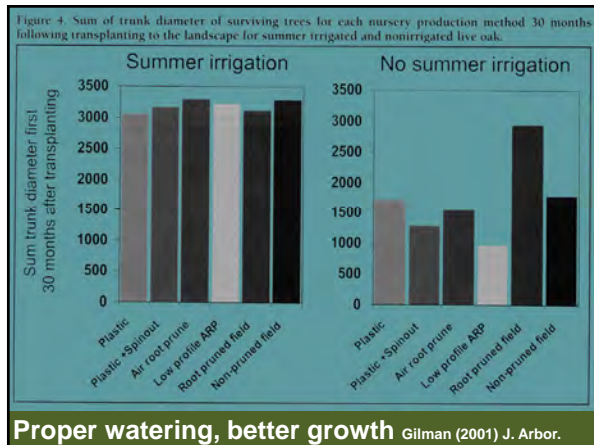 Figure 4. Sum of trunk diameter of surviving trees for each nursery production method 30 months
following transplanting to the landscape for summer irrigated and nonirrigated live oak.
Summer irrigation
No summer irrigation
Sum trunk diameter first
30 months after transplanting
3500
3000
2500
2000
1500
1000
500
0
Plastic
Plastic +Spinout
Air root prune
Low profile ARP
Root pruned field
Non-pruned field
3500
3000
2500
2000
1500
1000
500
0
Plastic
Plastic +Spinout
Air root prune
Low profile ARP
Root pruned field
Non-pruned field
Proper watering, better growth Gilman (2001) J. Arbor.